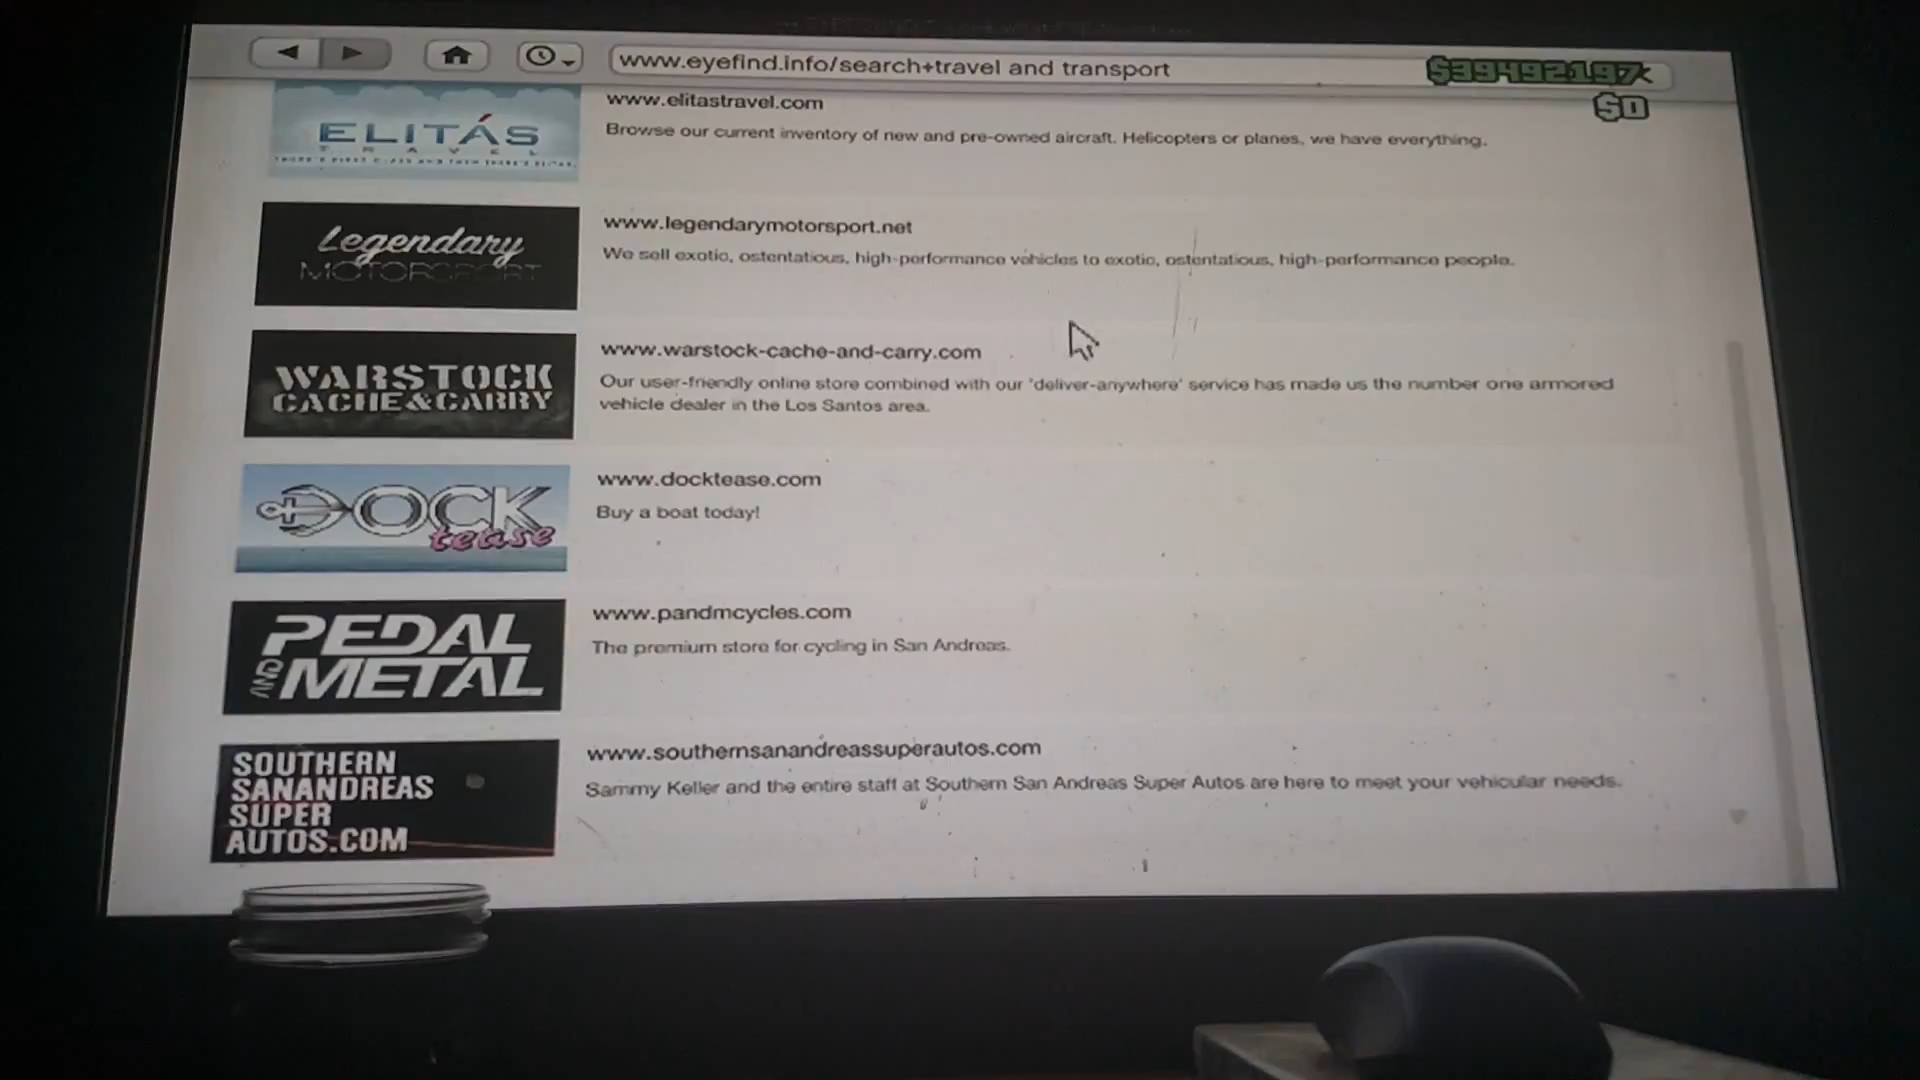 www.eyefind.info/search+travel and transport
$39492197
$0
ELITÁS
TRAVEL
www.elitastravel.com
Browse our current inventory of new and pre-owned aircraft. Helicopters or planes, we have everything.
Legendary
MOTORSPORT
www.legendarymotorsport.net
We sell exotic, ostentatious, high-performance vehicles to exotic, ostentatious, high-performance people.
WARSTOCK
CACHE&CARRY
www.warstock-cache-and-carry.com
Our user-friendly online store combined with our 'deliver-anywhere' service has made us the number one armored
vehicle dealer in the Los Santos area.
DOCK
tease
www.docktease.com
Buy a boat today!
PEDAL
AND METAL
www.pandmcycles.com
The premium store for cycling in San Andreas.
SOUTHERN
SANANDREAS
SUPER
AUTOS.COM
www.southernsanandreassuperautos.com
Sammy Keller and the entire staff at Southern San Andreas Super Autos are here to meet your vehicular needs.